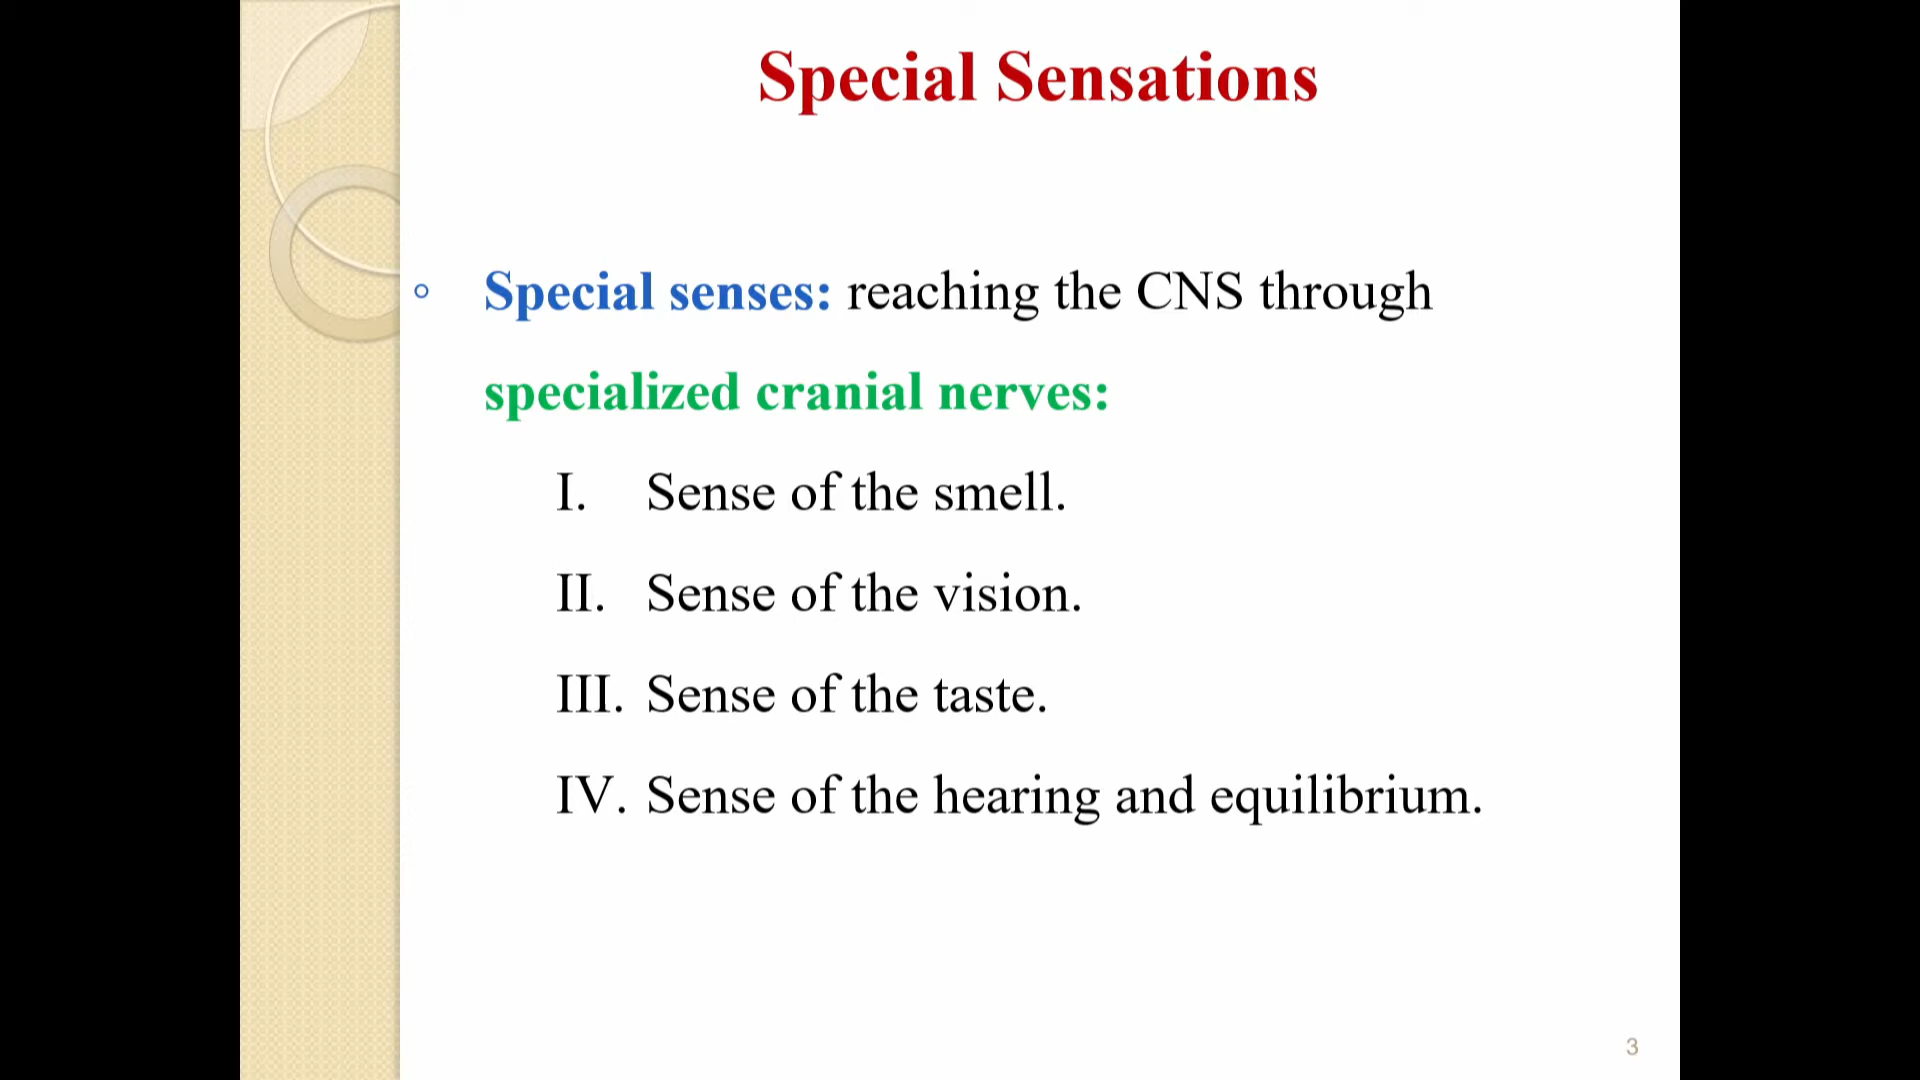 Special Sensations
Special senses: reaching the CNS through
specialized cranial nerves:
I. Sense of the smell.
II. Sense of the vision.
III. Sense of the taste.
IV. Sense of the hearing and equilibrium.
3